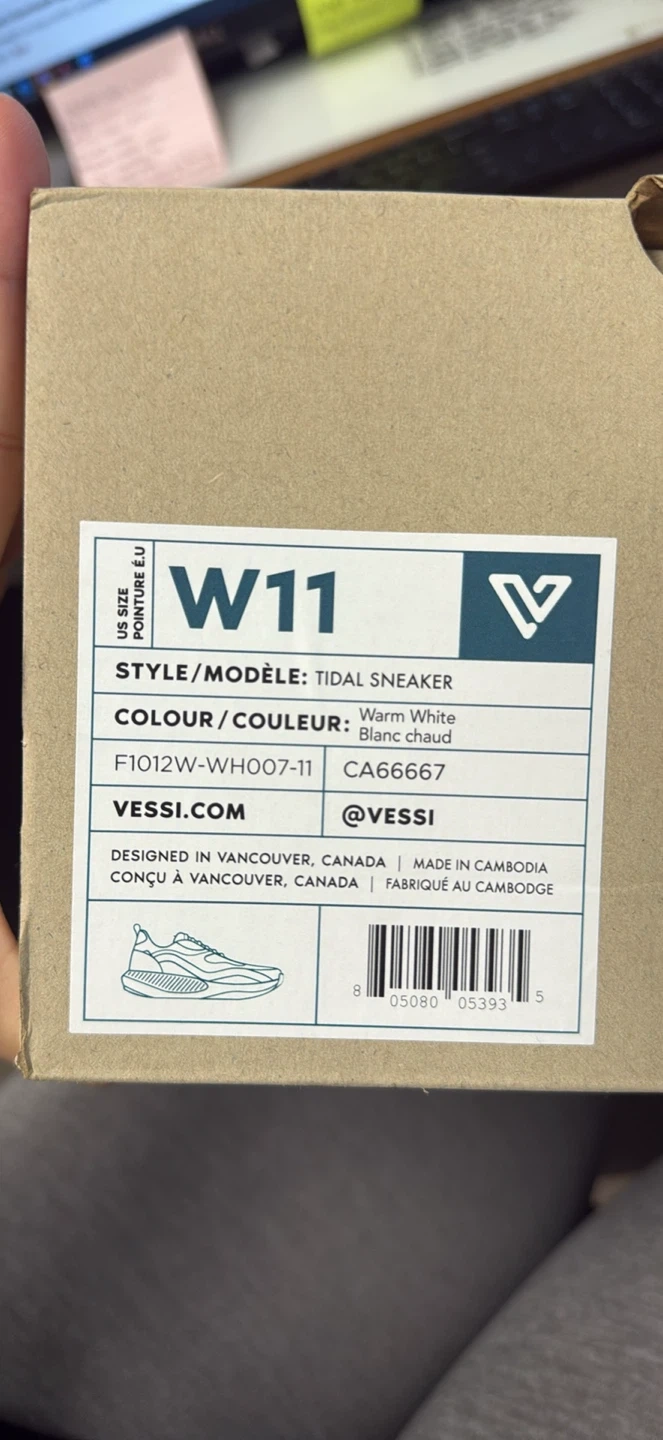 US SIZE
POINTURE É.U
W11
STYLE/MODÈLE: TIDAL SNEAKER
COLOUR/COULEUR: Warm White
Blanc chaud
F1012W-WH007-11 CA66667
VESSI.COM @VESSI
DESIGNED IN VANCOUVER, CANADA | MADE IN CAMBODIA
CONÇU À VANCOUVER, CANADA | FABRIQUÉ AU CAMBODGE
8 05080 05393 5